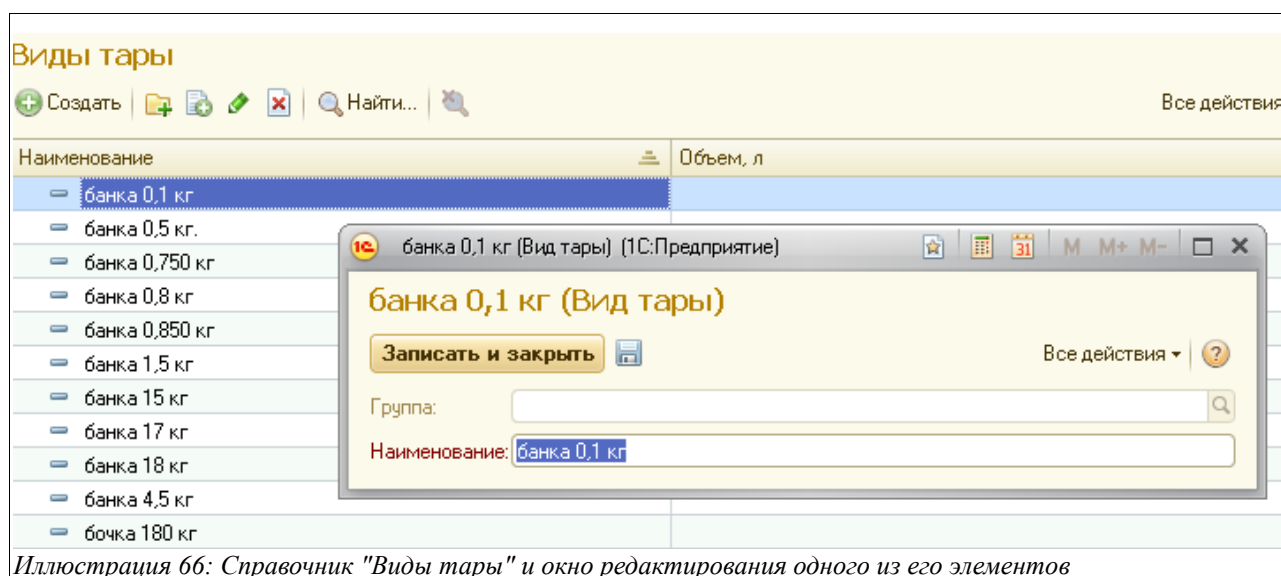 Виды тары
Создать Найти... Все действия
Наименование Объем, л
банка 0,1 кг
банка 0,5 кг.
банка 0,750 кг
банка 0,8 кг
банка 0,850 кг
банка 1,5 кг
банка 15 кг
банка 17 кг
банка 18 кг
банка 4,5 кг
бочка 180 кг
1С банка 0,1 кг (Вид тары) (1С:Предприятие) 31 M M+ M-
банка 0,1 кг (Вид тары)
Записать и закрыть Все действия ?
Группа:
Наименование: банка 0,1 кг
Иллюстрация 66: Справочник "Виды тары" и окно редактирования одного из его элементов